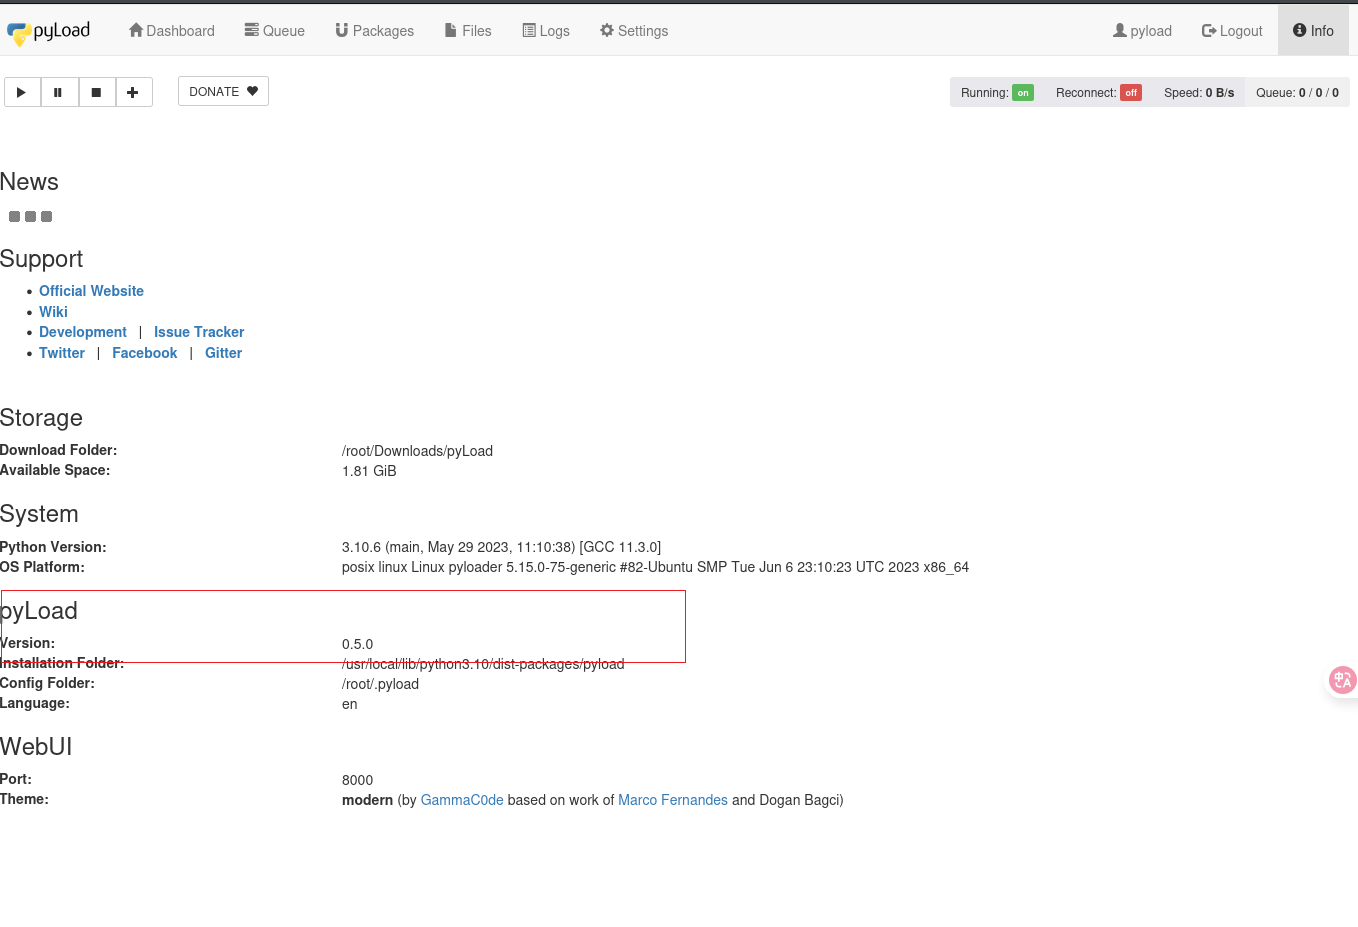 pyLoad Dashboard Queue Packages Files Logs Settings pyload Logout Info
DONATE Running: on Reconnect: off Speed: 0 B/s Queue: 0 / 0 / 0
News
Support
Official Website
Wiki
Development | Issue Tracker
Twitter | Facebook | Gitter
Storage
Download Folder: /root/Downloads/pyLoad
Available Space: 1.81 GiB
System
Python Version: 3.10.6 (main, May 29 2023, 11:10:38) [GCC 11.3.0]
OS Platform: posix linux Linux pyloader 5.15.0-75-generic #82-Ubuntu SMP Tue Jun 6 23:10:23 UTC 2023 x86_64
pyLoad
Version: 0.5.0
Installation Folder: /usr/local/lib/python3.10/dist-packages/pyload
Config Folder: /root/.pyload
Language: en
WebUI
Port: 8000
Theme: modern (by GammaC0de based on work of Marco Fernandes and Dogan Bagci)
中A